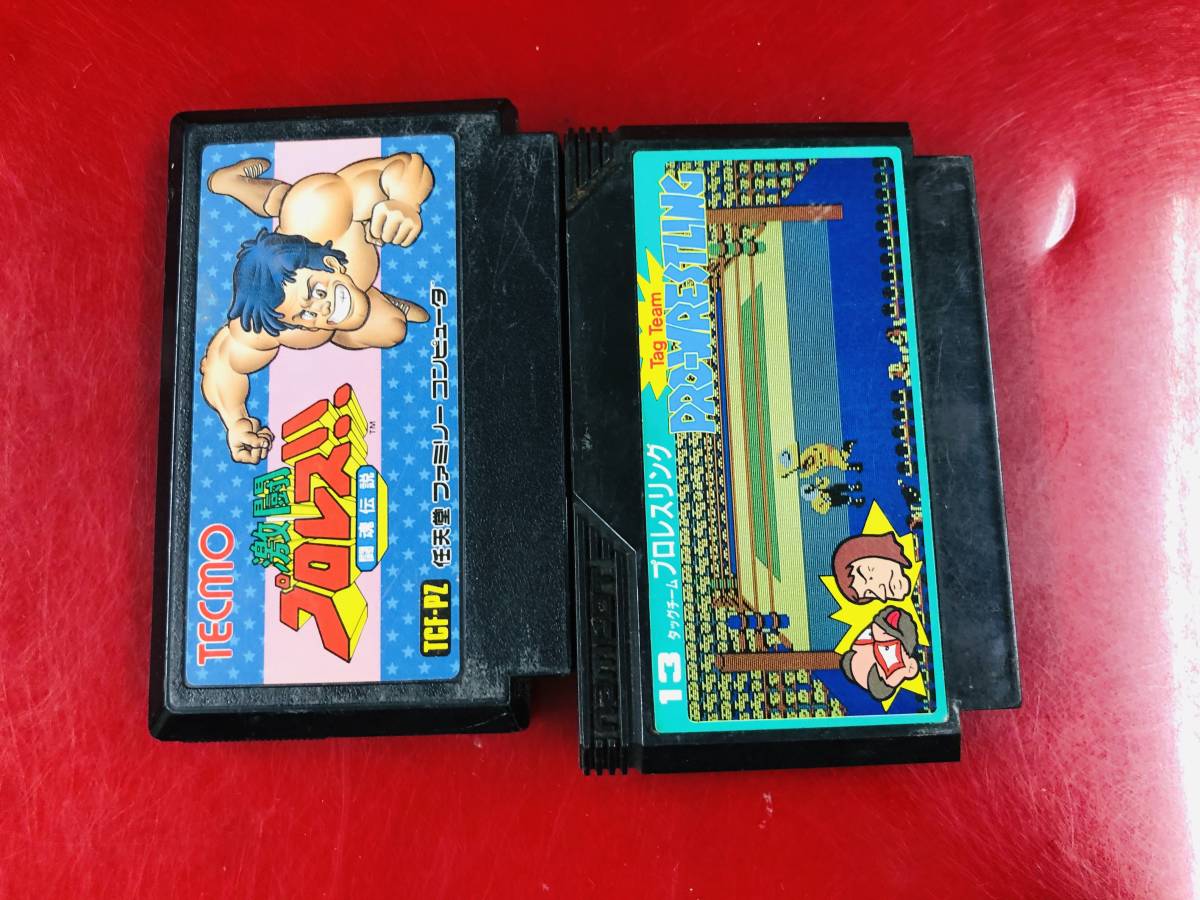 TECMO
激闘
プロレス!!
TM
闘魂伝説
TCF-PZ 任天堂 ファミリー コンピュータ
13 タッグチーム プロレスリング
Tag Team
PRO-WRESTLING
namcot